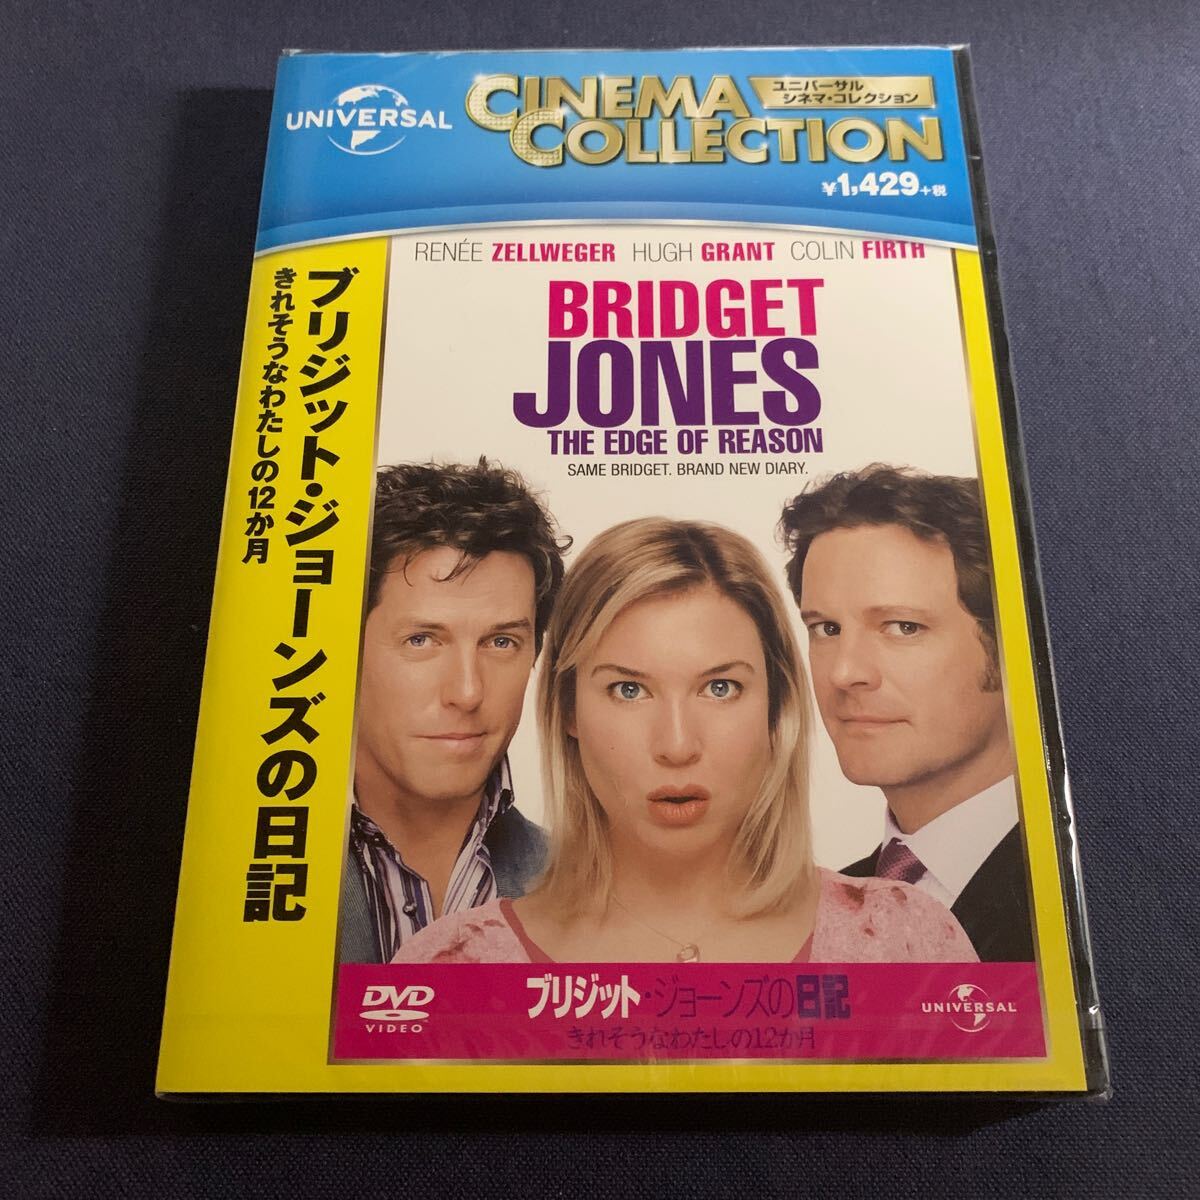 UNIVERSAL
CINEMA
COLLECTION
ユニバーサル
シネマ・コレクション
¥1,429+税
ブリジット・ジョーンズの日記
きれそうなわたしの12か月
RENÉE ZELLWEGER HUGH GRANT COLIN FIRTH
BRIDGET
JONES
THE EDGE OF REASON
SAME BRIDGET. BRAND NEW DIARY.
DVD
VIDEO
ブリジット・ジョーンズの日記
きれそうなわたしの12か月
UNIVERSAL